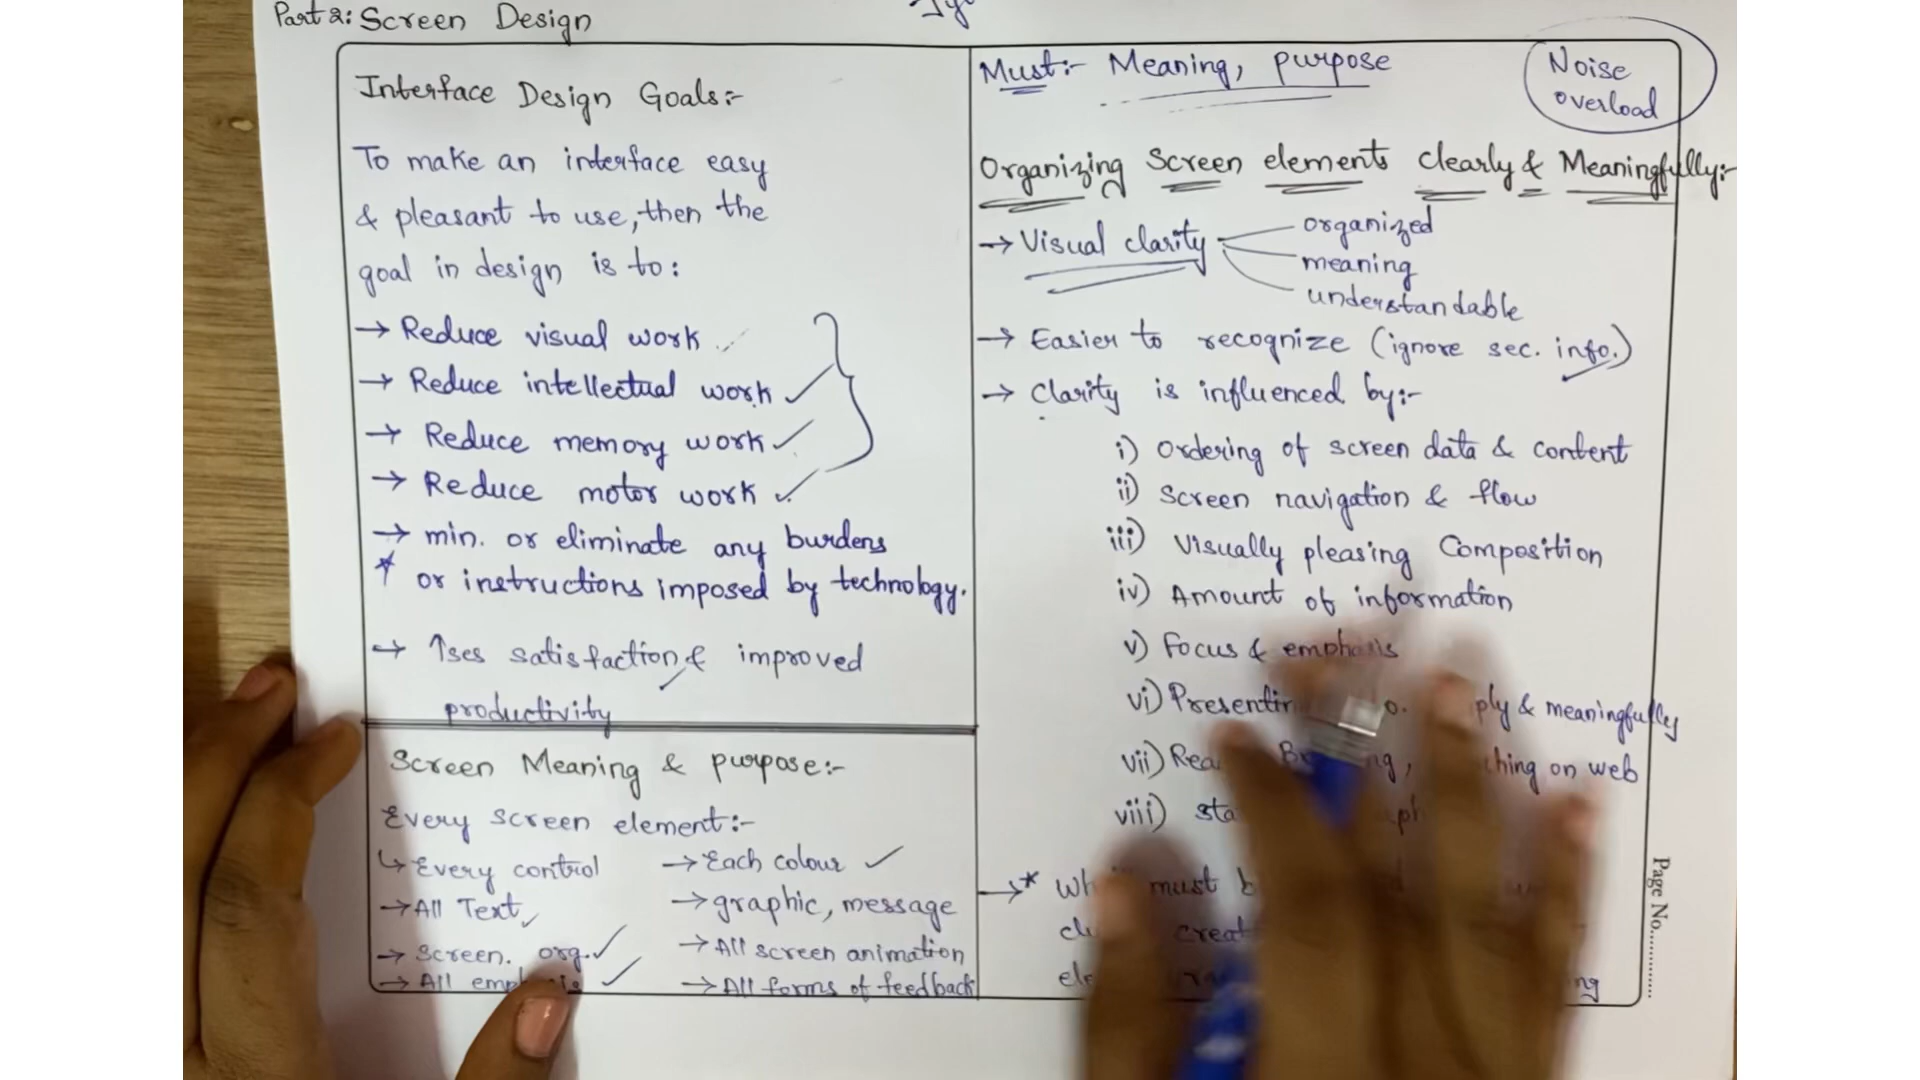 Part 2: Screen Design
Interface Design Goals:-
To make an interface easy
& pleasant to use, then the
goal in design is to:
→ Reduce visual work
→ Reduce intellectual work ✓
→ Reduce memory work ✓
→ Reduce motor work ✓
→ min. or eliminate any burdens
* or instructions imposed by technology.
→ ↑ses satisfaction & improved
productivity
Screen Meaning & purpose:-
Every screen element:-
↳ Every control
→ All Text ✓
→ Screen. org. ✓
→ All ✓
→ Each colour ✓
→ graphic, message
→ All screen animation
→ All forms of feedback
Must:- Meaning, purpose
Noise
overload
Organizing Screen elements clearly & Meaningfully:-
→ Visual clarity
organized
meaning
understandable
→ Easier to recognize (ignore sec. info.)
→ Clarity is influenced by:-
i) Ordering of screen data & content
ii) Screen navigation & flow
iii) Visually pleasing Composition
iv) Amount of information
v) Focus & emphasis
vi) & meaningfully
vii) on web
viii)
→* must
Page No.............